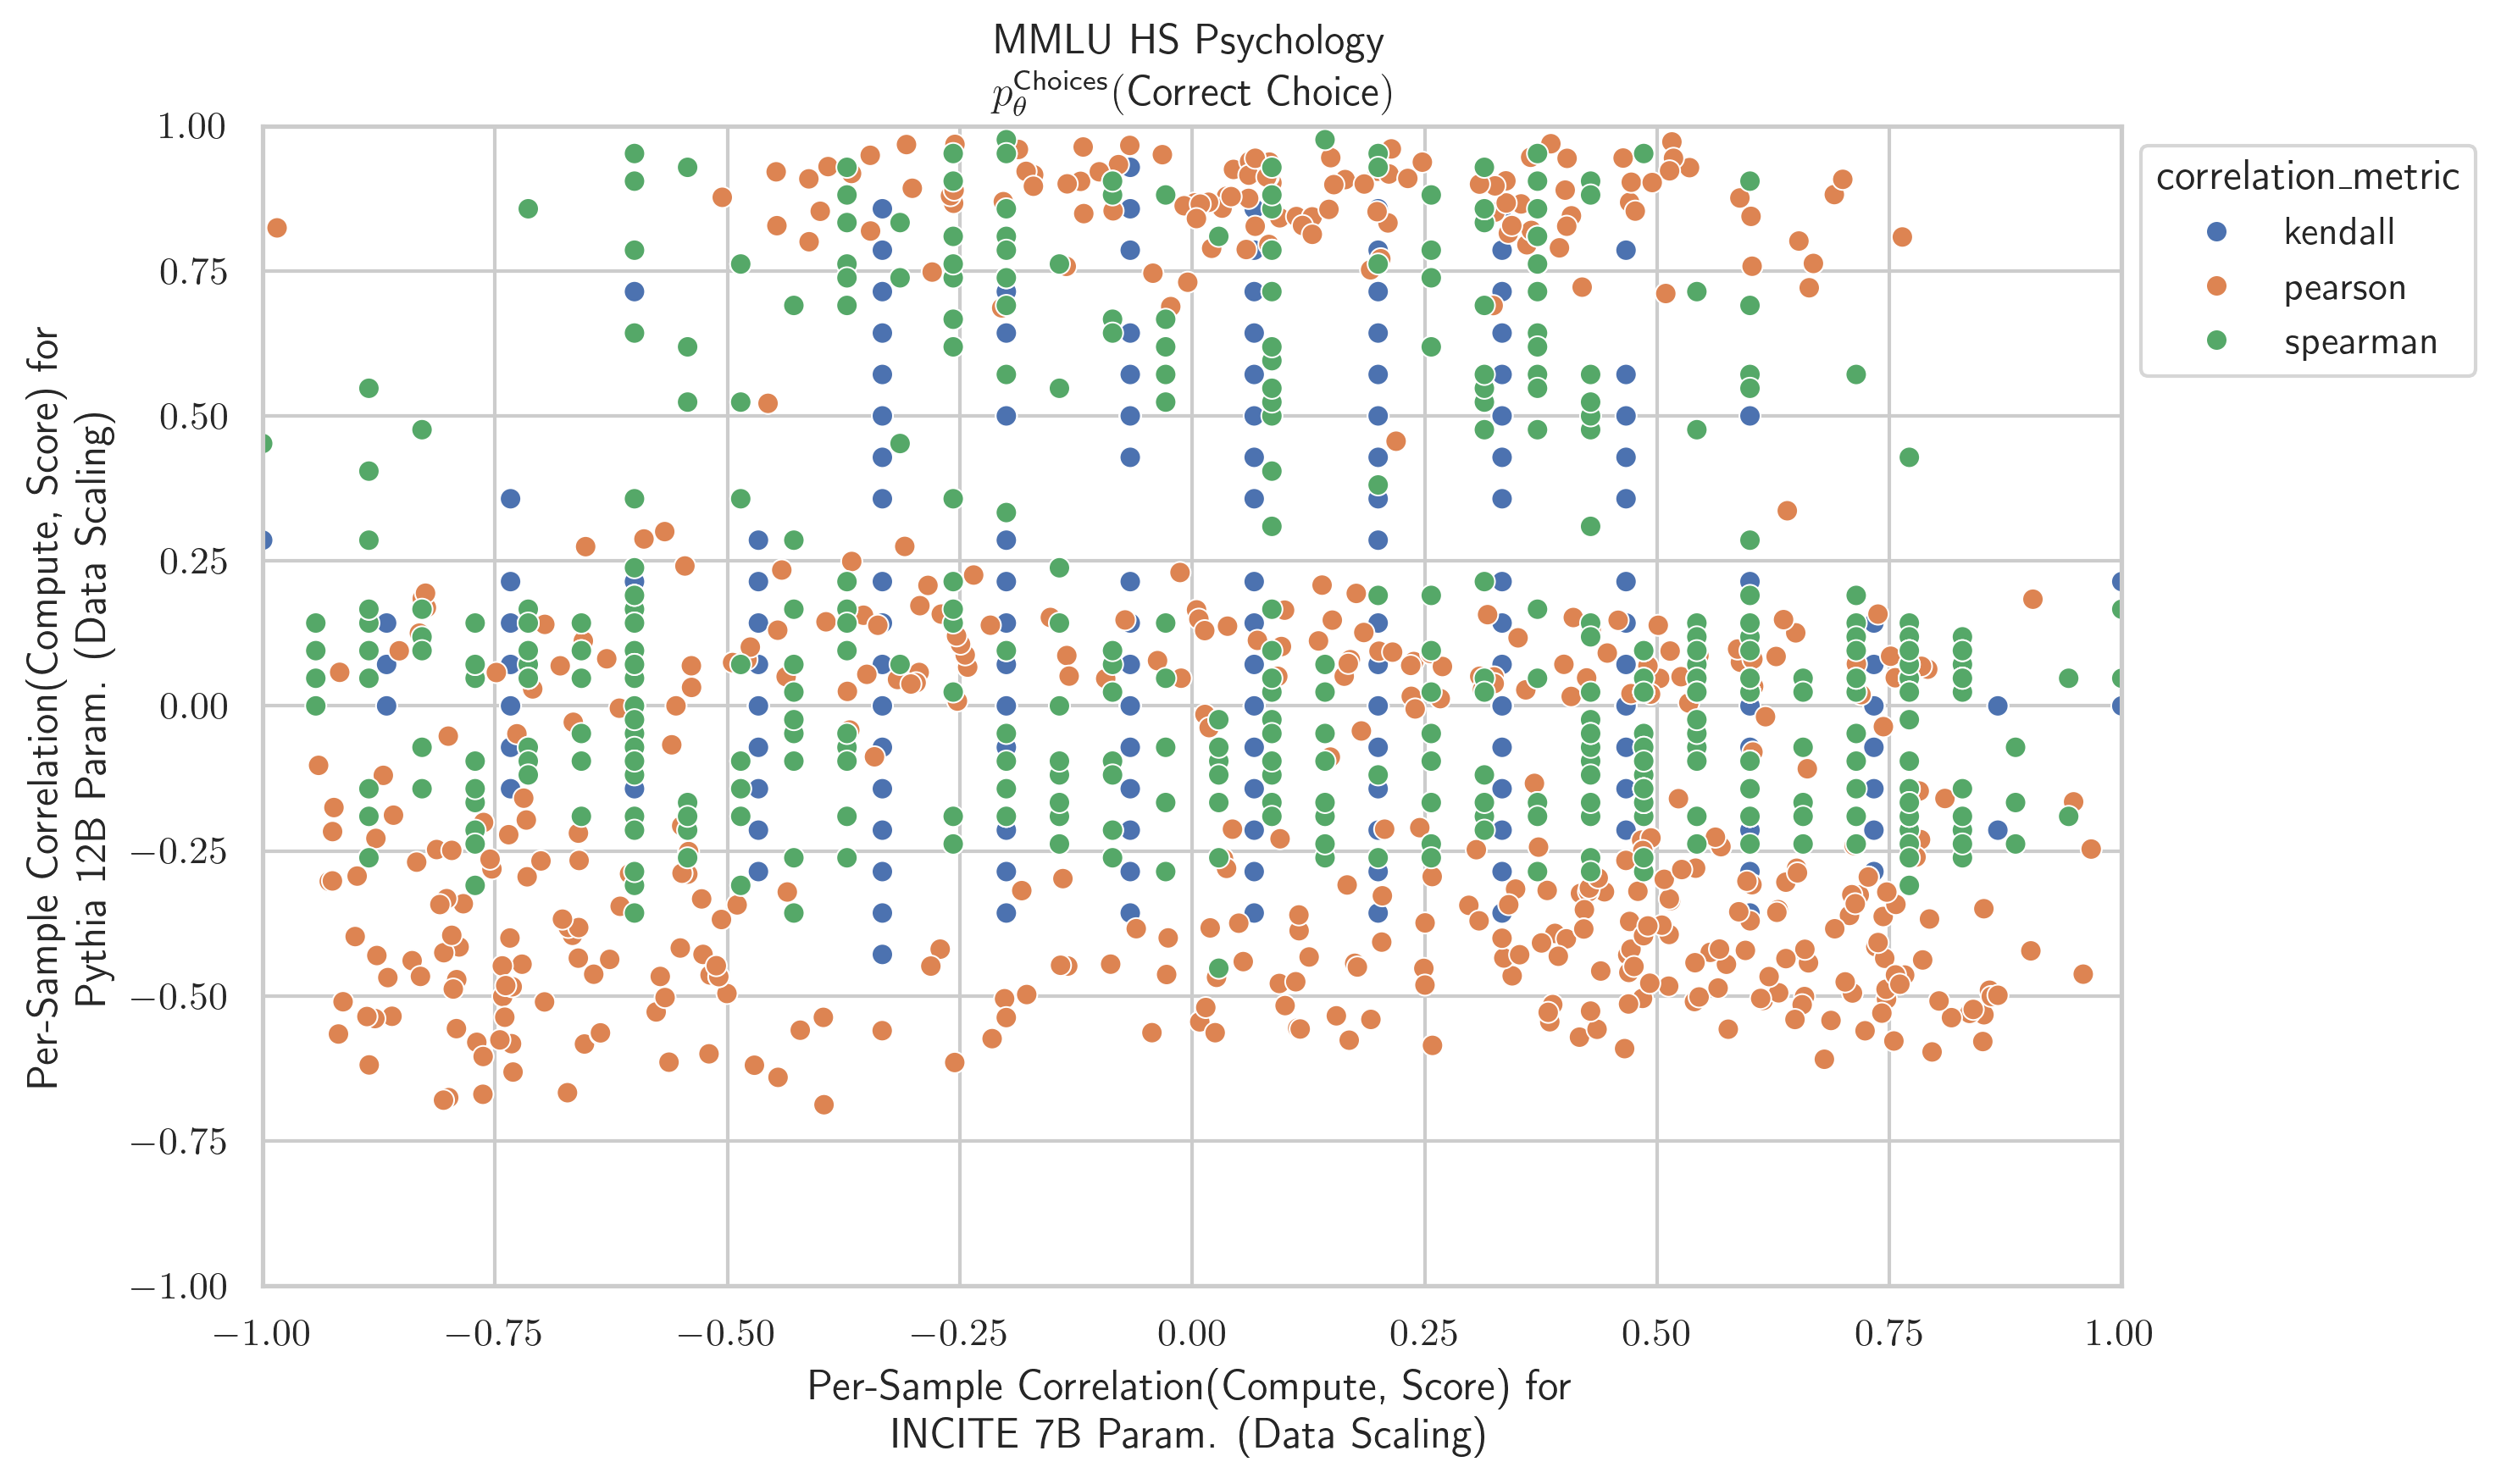 MMLU HS Psychology
p_θ^Choices(Correct Choice)
1.00
0.75
0.50
0.25
0.00
−0.25
−0.50
−0.75
−1.00
Per-Sample Correlation(Compute, Score) for
Pythia 12B Param. (Data Scaling)
correlation_metric
kendall
pearson
spearman
−1.00 −0.75 −0.50 −0.25 0.00 0.25 0.50 0.75 1.00
Per-Sample Correlation(Compute, Score) for
INCITE 7B Param. (Data Scaling)